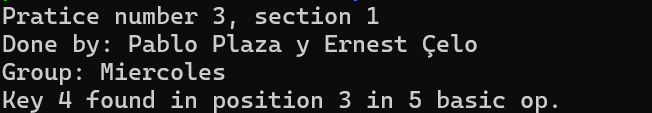 Pratice number 3, section 1
Done by: Pablo Plaza y Ernest Çelo
Group: Miercoles
Key 4 found in position 3 in 5 basic op.